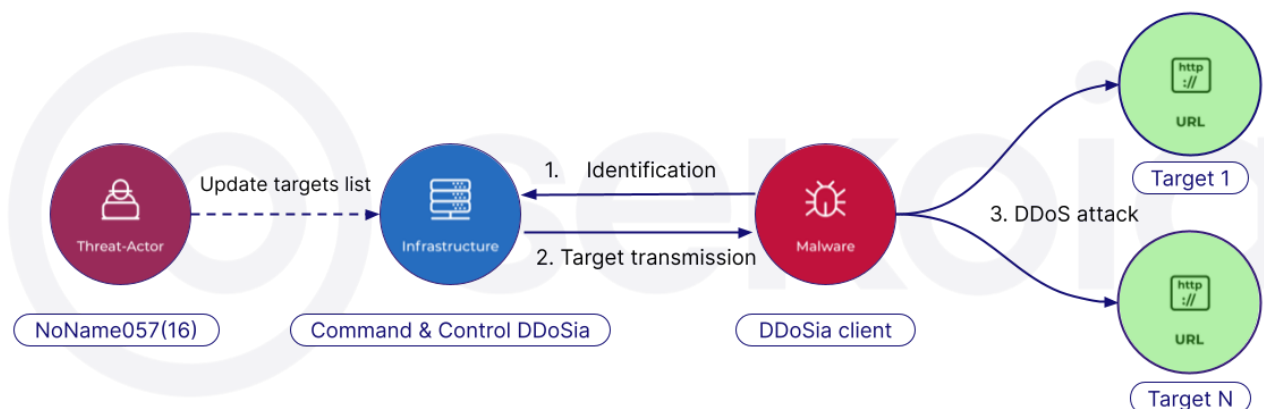 http
://
URL
Target 1
Update targets list
1. Identification
Threat-Actor
Infrastructure
Malware
3. DDoS attack
2. Target transmission
NoName057(16)
Command & Control DDoSia
DDoSia client
http
://
URL
Target N
sekoia